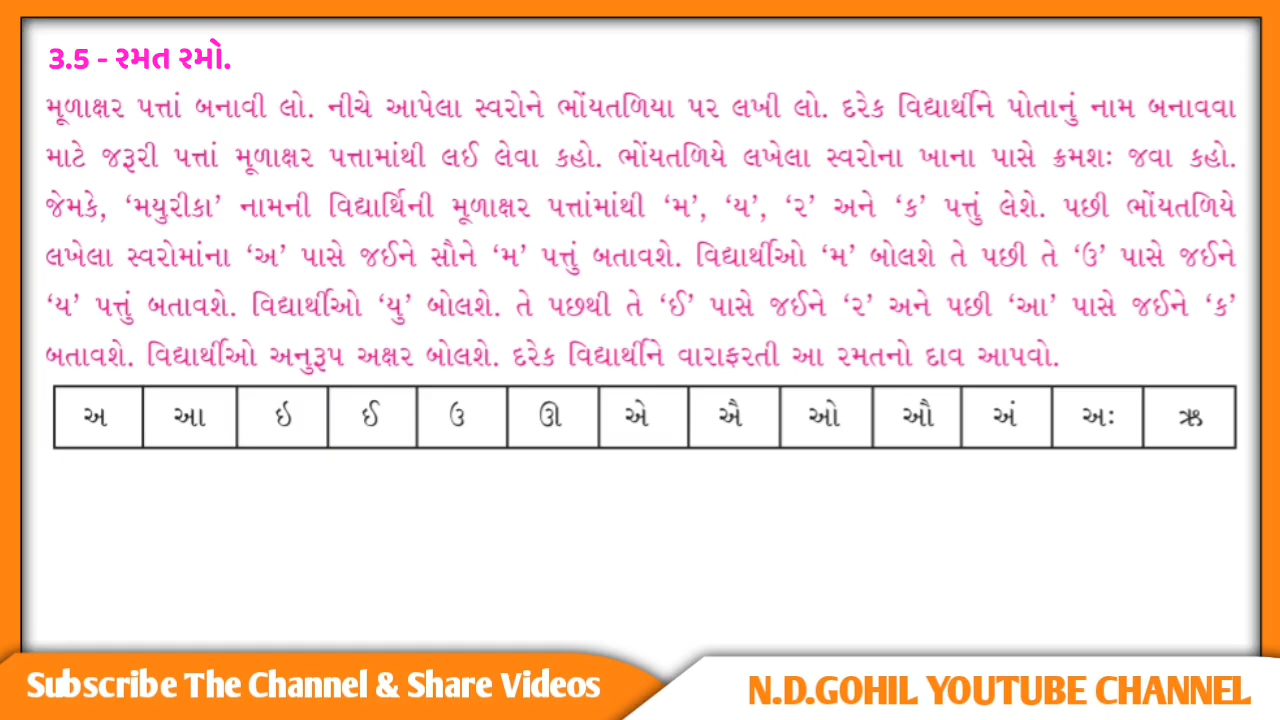 ૩.5 - રમત રમો.
મૂળાક્ષર પત્તાં બનાવી લો. નીચે આપેલા સ્વરોને ભોંયતળિયા પર લખી લો. દરેક વિદ્યાર્થીને પોતાનું નામ બનાવવા
માટે જરૂરી પત્તાં મૂળાક્ષર પત્તામાંથી લઈ લેવા કહો. ભોંયતળિયે લખેલા સ્વરોના ખાના પાસે ક્રમશઃ જવા કહો.
જેમકે, ‘મયુરીકા’ નામની વિદ્યાર્થિની મૂળાક્ષર પત્તાંમાંથી ‘મ’, ‘ય’, ‘ર’ અને ‘ક’ પત્તું લેશે. પછી ભોંયતળિયે
લખેલા સ્વરોમાંના ‘અ’ પાસે જઈને સૌને ‘મ’ પત્તું બતાવશે. વિદ્યાર્થીઓ ‘મ’ બોલશે તે પછી તે ‘ઉ’ પાસે જઈને
‘ય’ પત્તું બતાવશે. વિદ્યાર્થીઓ ‘યુ’ બોલશે. તે પછથી તે ‘ઈ’ પાસે જઈને ‘ર’ અને પછી ‘આ’ પાસે જઈને ‘ક’
બતાવશે. વિદ્યાર્થીઓ અનુરૂપ અક્ષર બોલશે. દરેક વિદ્યાર્થીને વારાફરતી આ રમતનો દાવ આપવો.
અ આ ઇ ઈ ઉ ઊ એ ઐ ઓ ઔ અં અઃ ઋ
Subscribe The Channel & Share Videos
N.D.GOHIL YOUTUBE CHANNEL